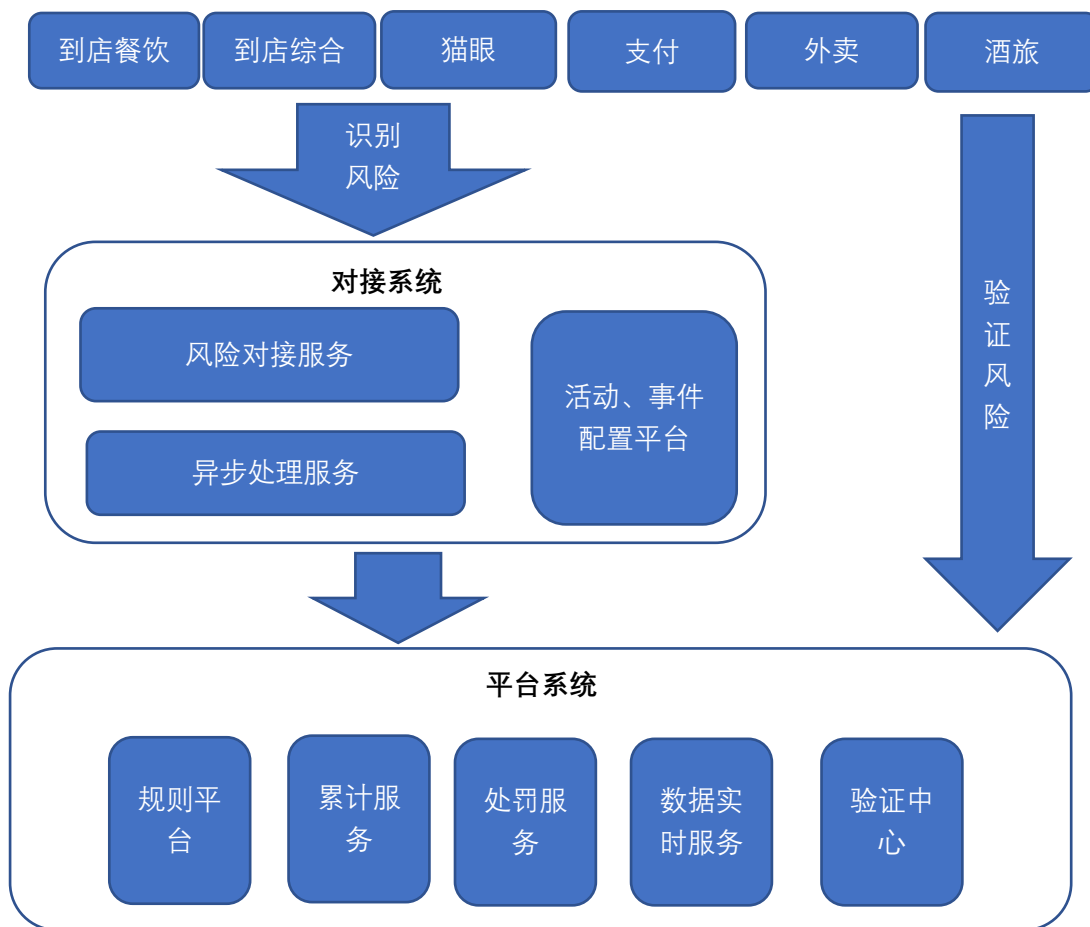 到店餐饮
到店综合
猫眼
支付
外卖
酒旅
识别
风险
对接系统
风险对接服务
异步处理服务
活动、事件
配置平台
验
证
风
险
平台系统
规则平
台
累计服
务
处罚服
务
数据实
时服务
验证中
心